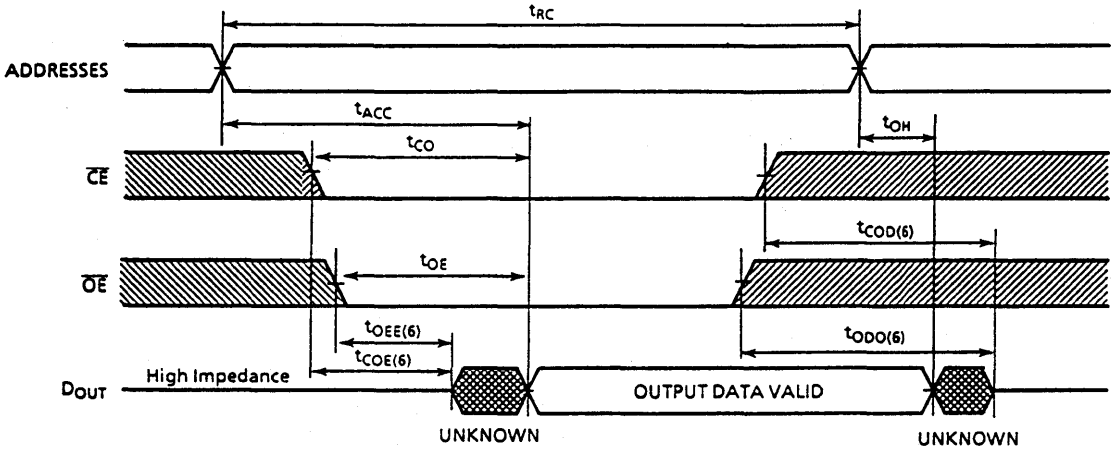 tRC
ADDRESSES
tACC
tOH
tCO
CE
tCOD(6)
tOE
OE
tOEE(6)
tODO(6)
tCOE(6)
High Impedance
DOUT
OUTPUT DATA VALID
UNKNOWN
UNKNOWN